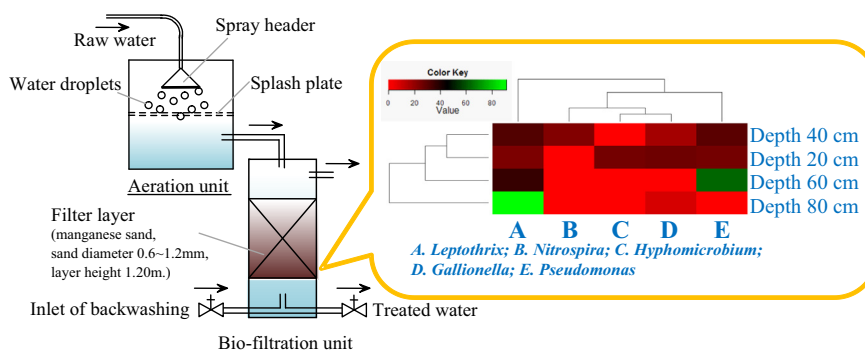 Raw water
Spray header
Water droplets
Splash plate
Aeration unit
Filter layer
(manganese sand,
sand diameter 0.6~1.2mm,
layer height 1.20m.)
Inlet of backwashing
Treated water
Bio-filtration unit
Color Key
0 20 40 60 80
Value
Depth 40 cm
Depth 20 cm
Depth 60 cm
Depth 80 cm
A B C D E
A. Leptothrix; B. Nitrospira; C. Hyphomicrobium;
D. Gallionella; E. Pseudomonas